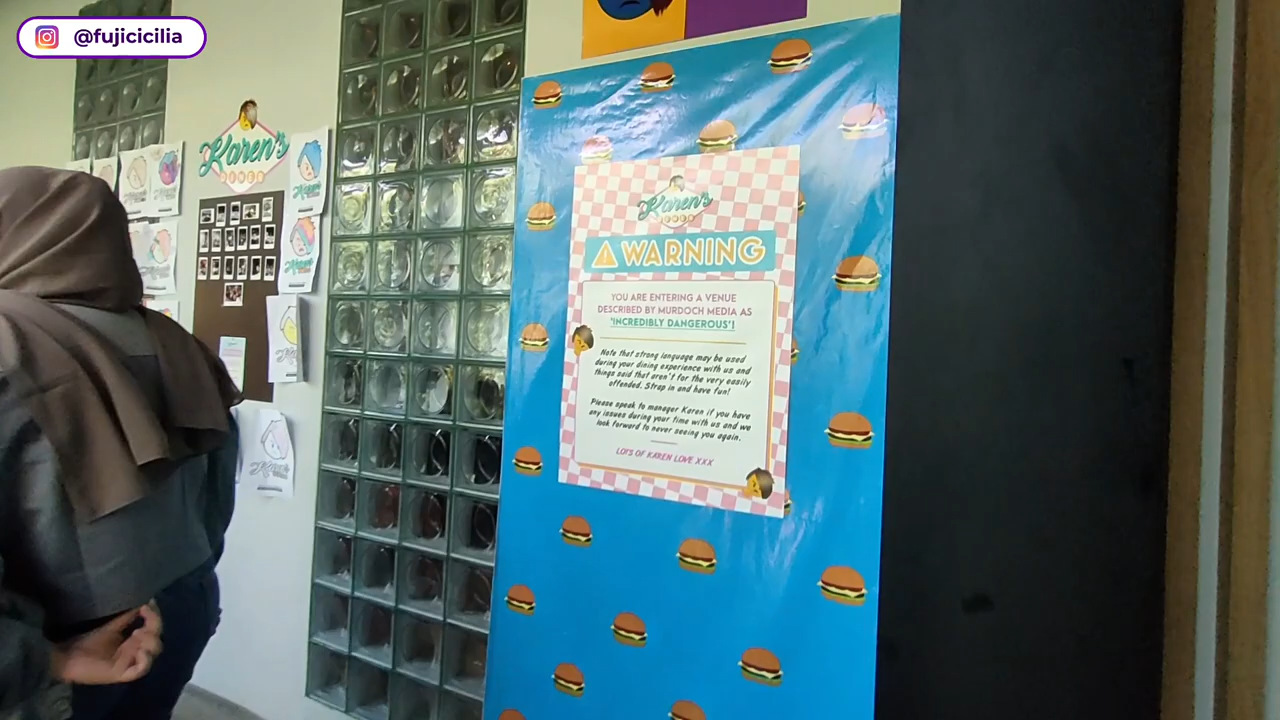 @fujicicilia
Karen's
DINER
Karen's
DINER
⚠ WARNING
YOU ARE ENTERING A VENUE
DESCRIBED BY MURDOCH MEDIA AS
'INCREDIBLY DANGEROUS'!
Note that strong language may be used
during your dining experience with us and
things said that aren't for the very easily
offended. Strap in and have fun!
Please speak to manager Karen if you have
any issues during your time with us and we
look forward to never seeing you again.
LOTS OF KAREN LOVE XXX